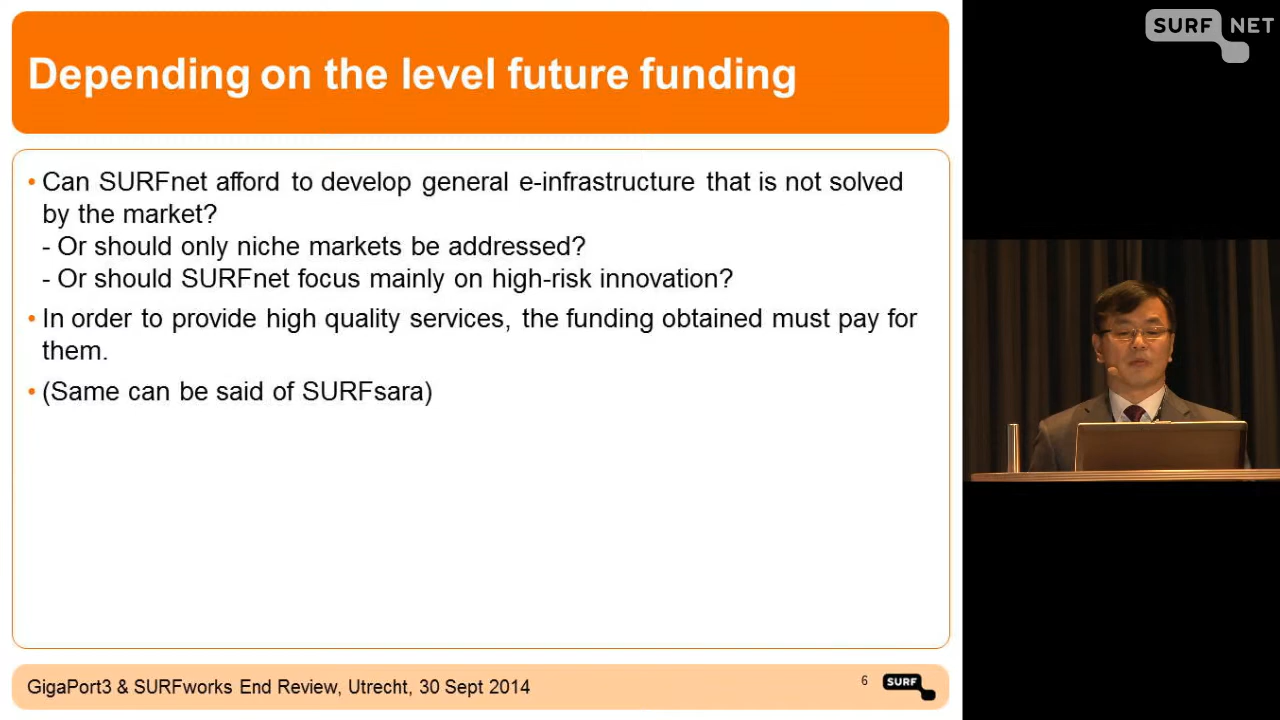 Depending on the level future funding
SURF NET
• Can SURFnet afford to develop general e-infrastructure that is not solved
by the market?
- Or should only niche markets be addressed?
- Or should SURFnet focus mainly on high-risk innovation?
• In order to provide high quality services, the funding obtained must pay for
them.
• (Same can be said of SURFsara)
GigaPort3 & SURFworks End Review, Utrecht, 30 Sept 2014
6
SURF